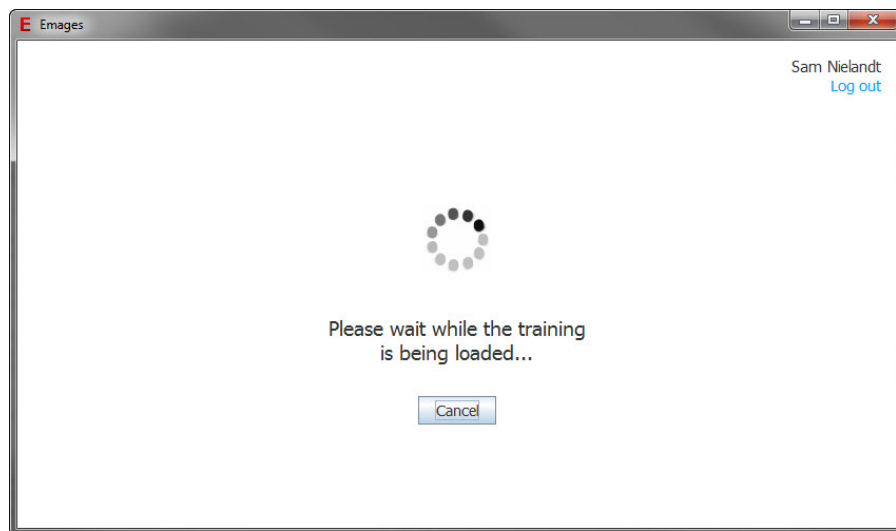 E Emages
Sam Nielandt
Log out
Please wait while the training
is being loaded...
Cancel